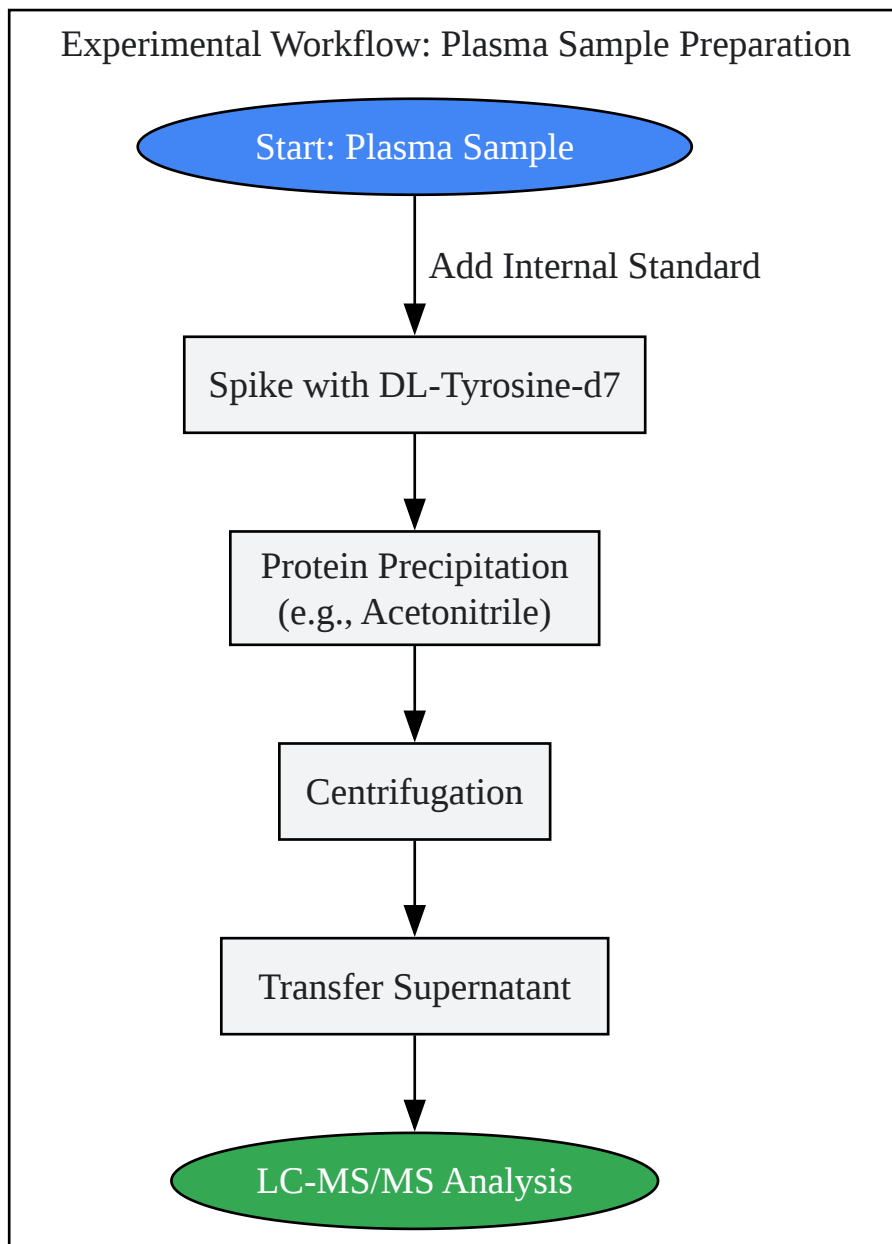 Experimental Workflow: Plasma Sample Preparation
Start: Plasma Sample
Add Internal Standard
Spike with DL-Tyrosine-d7
Protein Precipitation
(e.g., Acetonitrile)
Centrifugation
Transfer Supernatant
LC-MS/MS Analysis